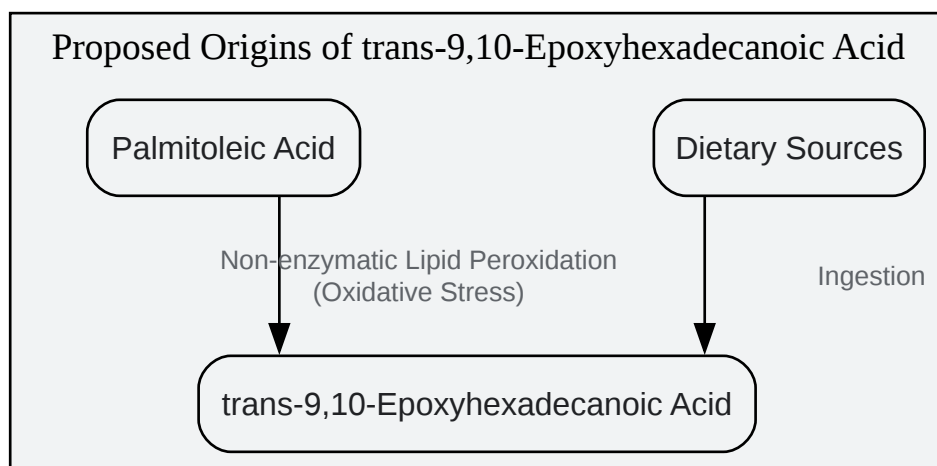 Proposed Origins of trans-9,10-Epoxyhexadecanoic Acid
Palmitoleic Acid
Dietary Sources
Non-enzymatic Lipid Peroxidation
(Oxidative Stress)
Ingestion
trans-9,10-Epoxyhexadecanoic Acid